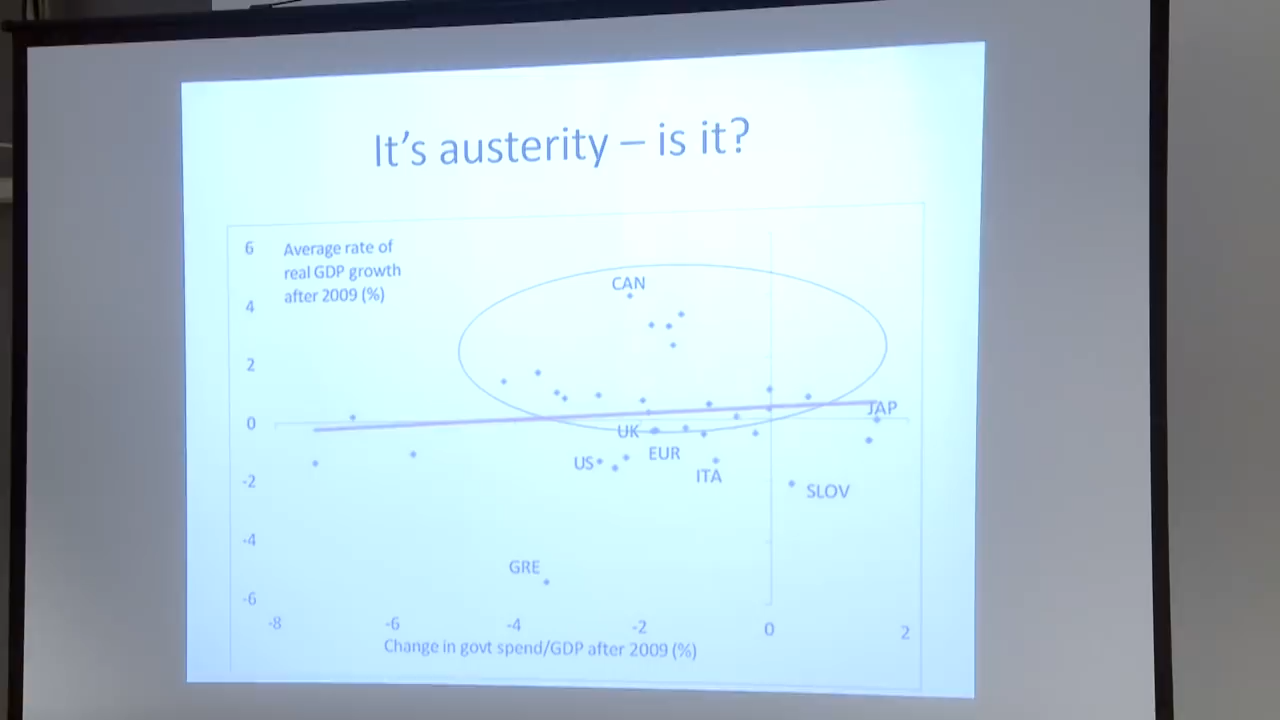 It's austerity – is it?
6
Average rate of
real GDP growth
after 2009 (%)
4
2
0
-2
-4
-6
CAN
JAP
UK
EUR
US
ITA
SLOV
GRE
-8
-6
-4
-2
0
2
Change in govt spend/GDP after 2009 (%)